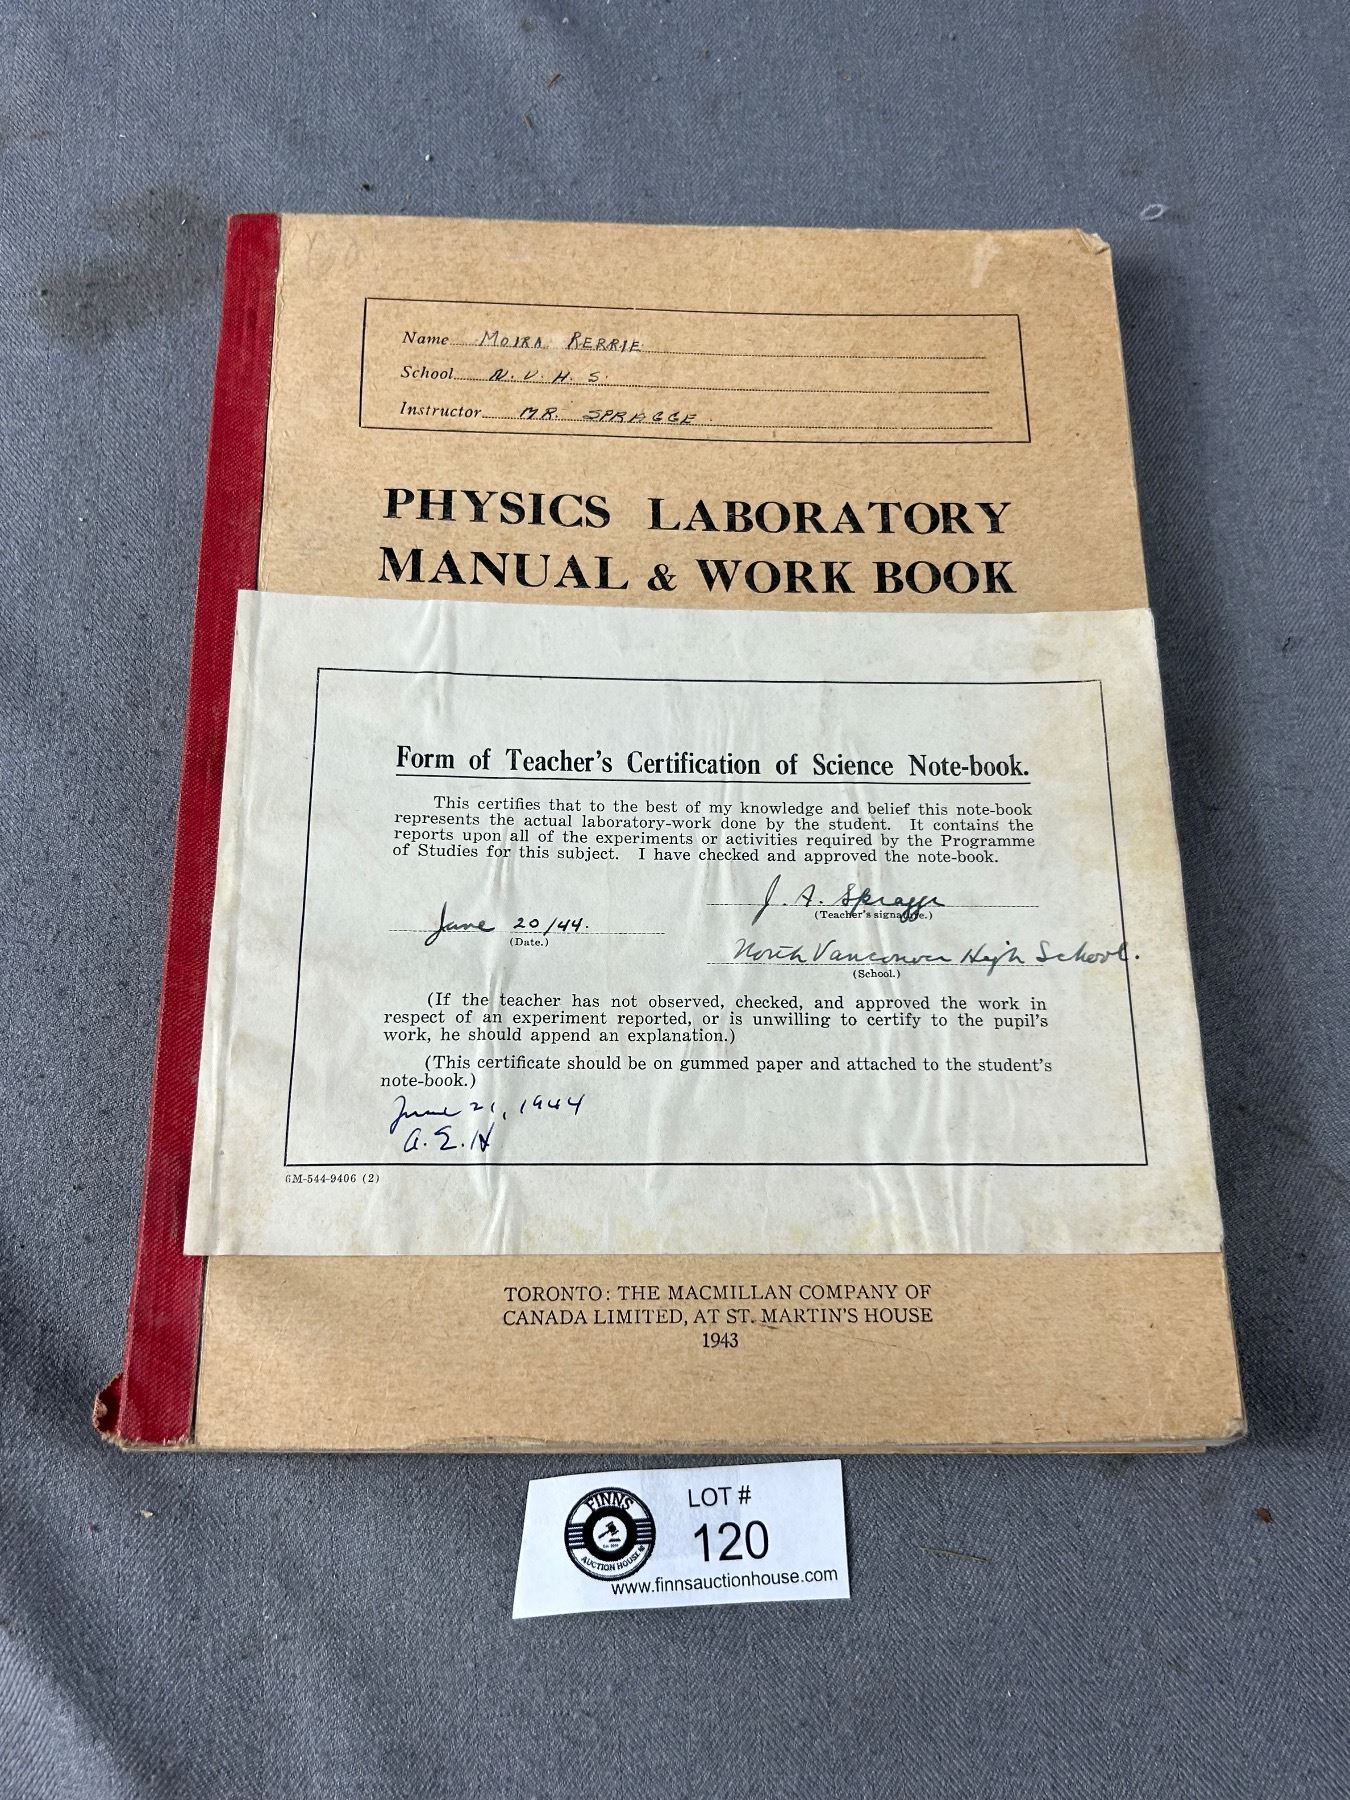 Name MOIRA RERRIE
School N. V. H. S.
Instructor MR. SPRAGGE
PHYSICS LABORATORY
MANUAL & WORK BOOK
Form of Teacher's Certification of Science Note-book.
This certifies that to the best of my knowledge and belief this note-book
represents the actual laboratory-work done by the student. It contains the
reports upon all of the experiments or activities required by the Programme
of Studies for this subject. I have checked and approved the note-book.
J. A. Spragge
(Teacher's signature.)
June 20/44.
(Date.)
North Vancouver High School.
(School.)
(If the teacher has not observed, checked, and approved the work in
respect of an experiment reported, or is unwilling to certify to the pupil's
work, he should append an explanation.)
(This certificate should be on gummed paper and attached to the student's
note-book.)
June 21, 1944
a. E. H
6M-544-9406 (2)
TORONTO: THE MACMILLAN COMPANY OF
CANADA LIMITED, AT ST. MARTIN'S HOUSE
1943
FINNS
AUCTION HOUSE
LOT #
120
www.finnsauctionhouse.com